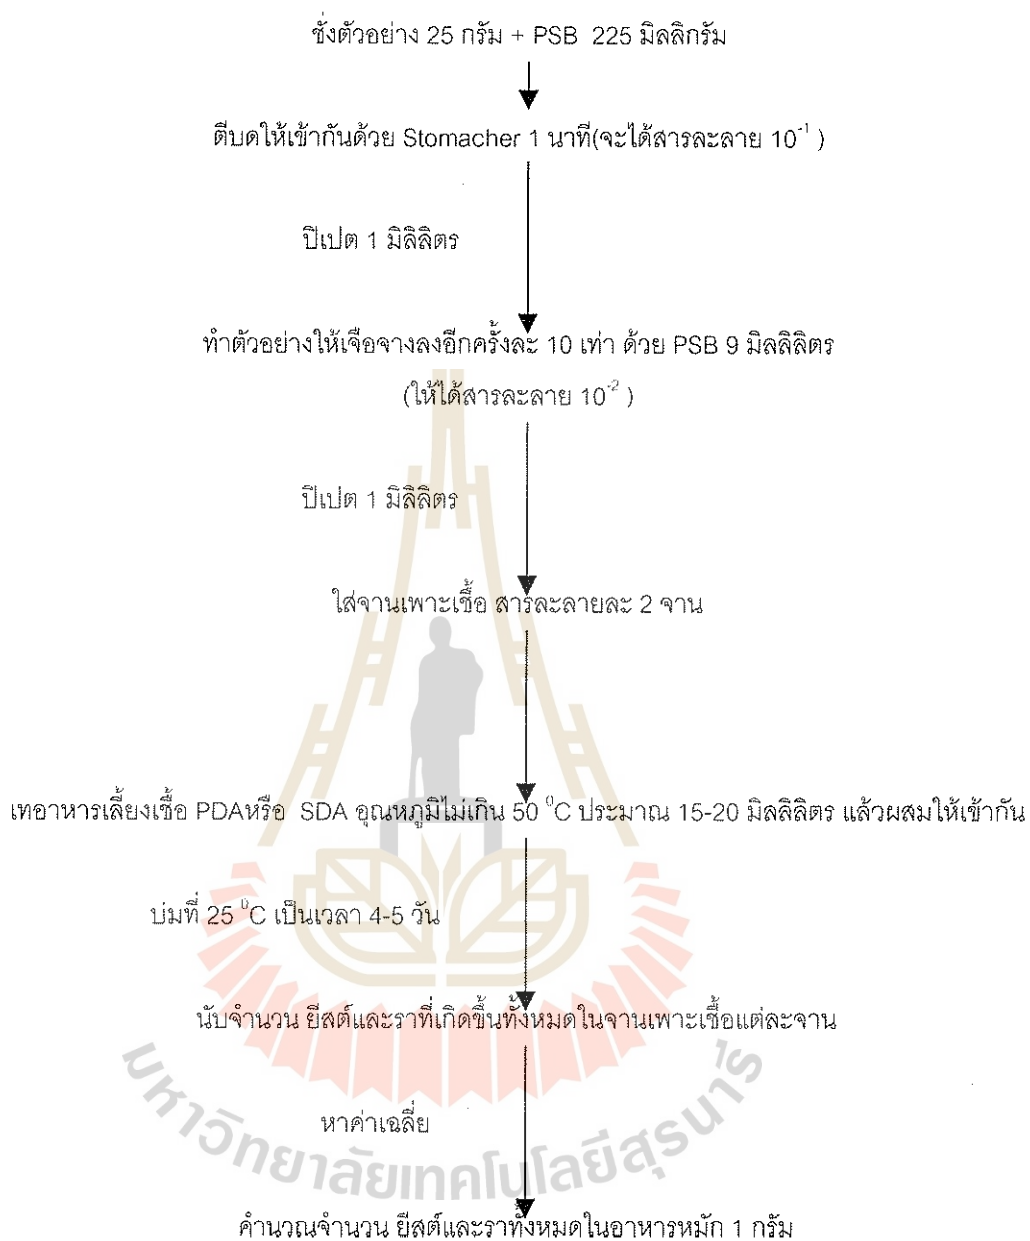 ชั่งตัวอย่าง 25 กรัม + PSB 225 มิลลิกรัม
ตีบดให้เข้ากันด้วย Stomacher 1 นาที(จะได้สารละลาย 10⁻¹ )
ปิเปต 1 มิลิลิตร
ทำตัวอย่างให้เจือจางลงอีกครั้งละ 10 เท่า ด้วย PSB 9 มิลลิลิตร
(ให้ได้สารละลาย 10⁻² )
ปิเปต 1 มิลิลิตร
ใส่จานเพาะเชื้อ สารละลายละ 2 จาน
เทอาหารเลี้ยงเชื้อ PDAหรือ SDA อุณหภูมิไม่เกิน 50 ⁰C ประมาณ 15-20 มิลลิลิตร แล้วผสมให้เข้ากัน
บ่มที่ 25 ⁰C เป็นเวลา 4-5 วัน
นับจำนวน ยีสต์และราที่เกิดขึ้นทั้งหมดในจานเพาะเชื้อแต่ละจาน
หาค่าเฉลี่ย
มหาวิทยาลัยเทคโนโลยีสุรนารี
คำนวณจำนวน ยีสต์และราทั้งหมดในอาหารหมัก 1 กรัม